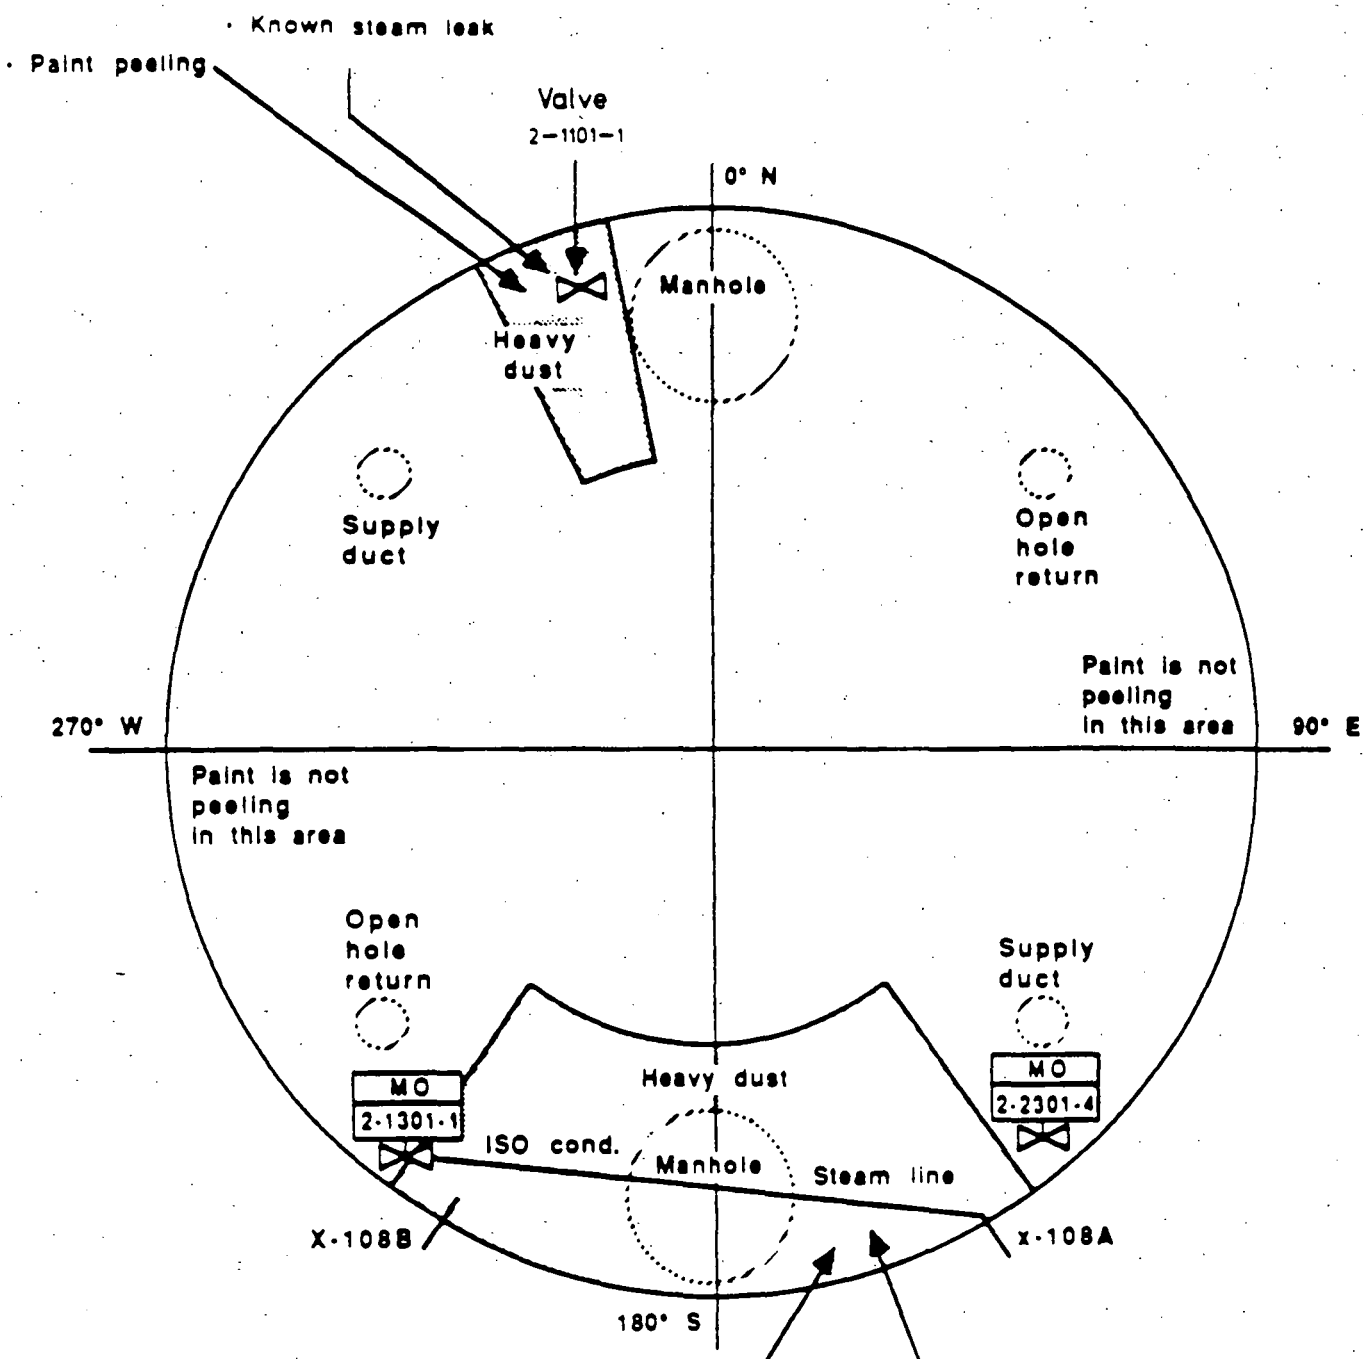 · Known steam leak
· Paint peeling
Valve
2-1101-1
0° N
Manhole
Heavy
dust
Supply
duct
Open
hole
return
Paint is not
peeling
in this area
270° W
90° E
Paint is not
peeling
in this area
Open
hole
return
Supply
duct
Heavy dust
MO
2-1301-1
MO
2-2301-4
ISO cond.
Manhole
Steam line
X-108B
x-108A
180° S